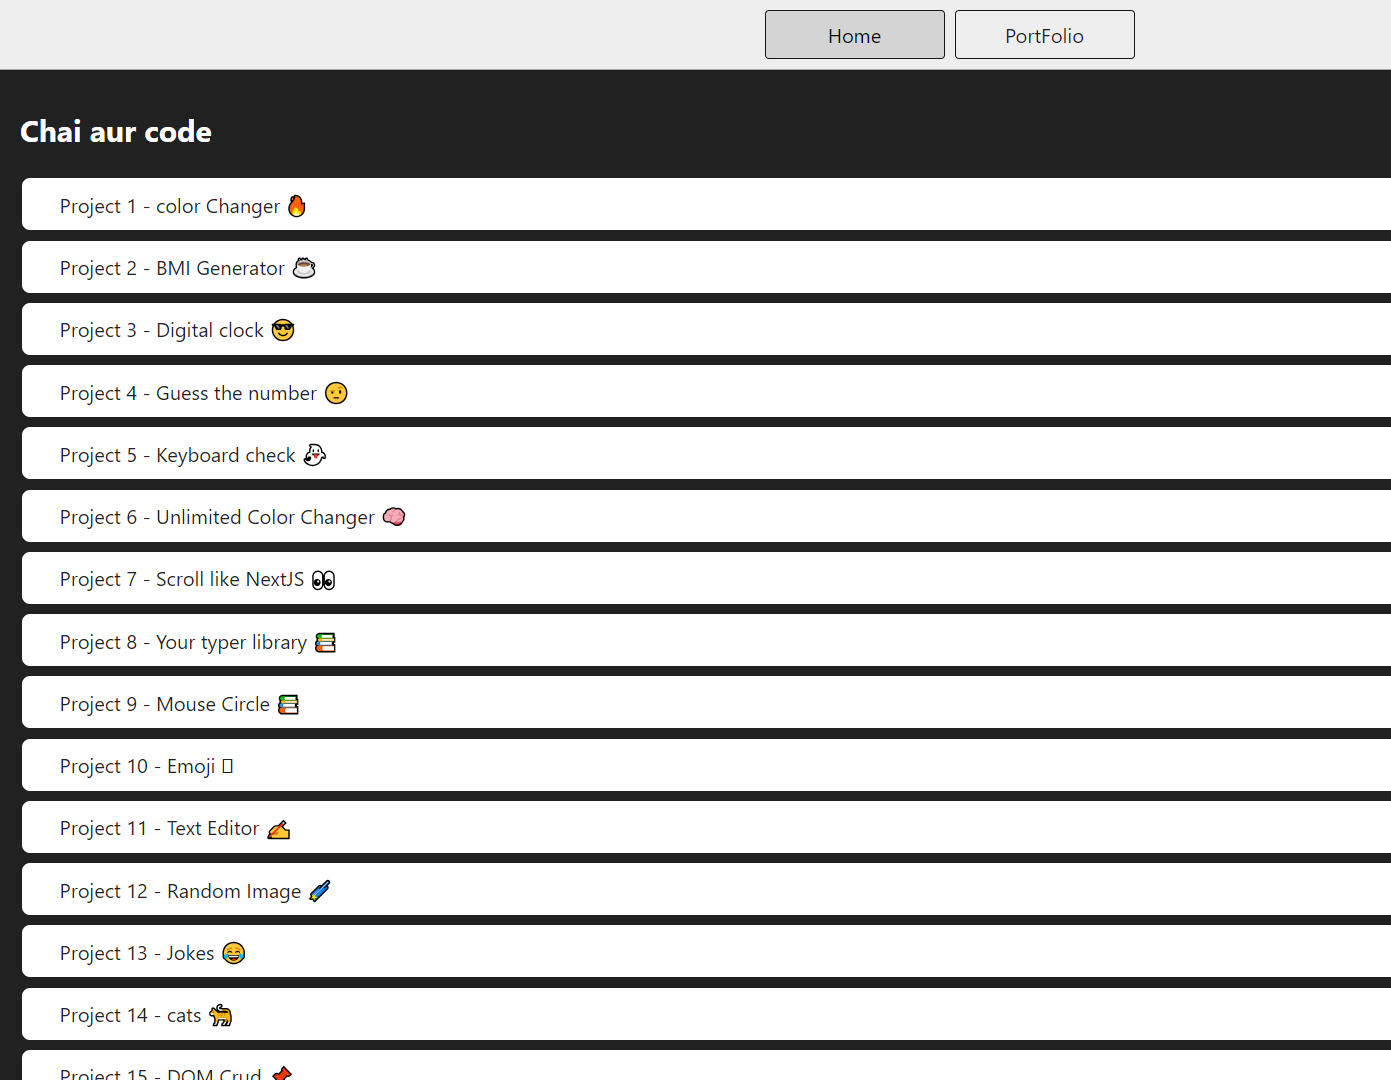 Home PortFolio
Chai aur code
Project 1 - color Changer 🔥
Project 2 - BMI Generator ☕
Project 3 - Digital clock 😎
Project 4 - Guess the number 🤨
Project 5 - Keyboard check 👻
Project 6 - Unlimited Color Changer 🧠
Project 7 - Scroll like NextJS 👀
Project 8 - Your typer library 📚
Project 9 - Mouse Circle 📚
Project 10 - Emoji
Project 11 - Text Editor ✍
Project 12 - Random Image
Project 13 - Jokes 😂
Project 14 - cats 🐈
Project 15 - DOM Crud 📌